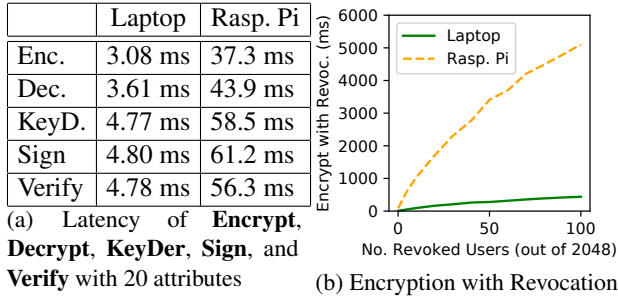 Laptop Rasp. Pi
Enc. 3.08 ms 37.3 ms
Dec. 3.61 ms 43.9 ms
KeyD. 4.77 ms 58.5 ms
Sign 4.80 ms 61.2 ms
Verify 4.78 ms 56.3 ms
(a) Latency of Encrypt,
Decrypt, KeyDer, Sign, and
Verify with 20 attributes
Encrypt with Revoc. (ms)
6000
5000
4000
3000
2000
1000
0
Laptop
Rasp. Pi
0 50 100
No. Revoked Users (out of 2048)
(b) Encryption with Revocation